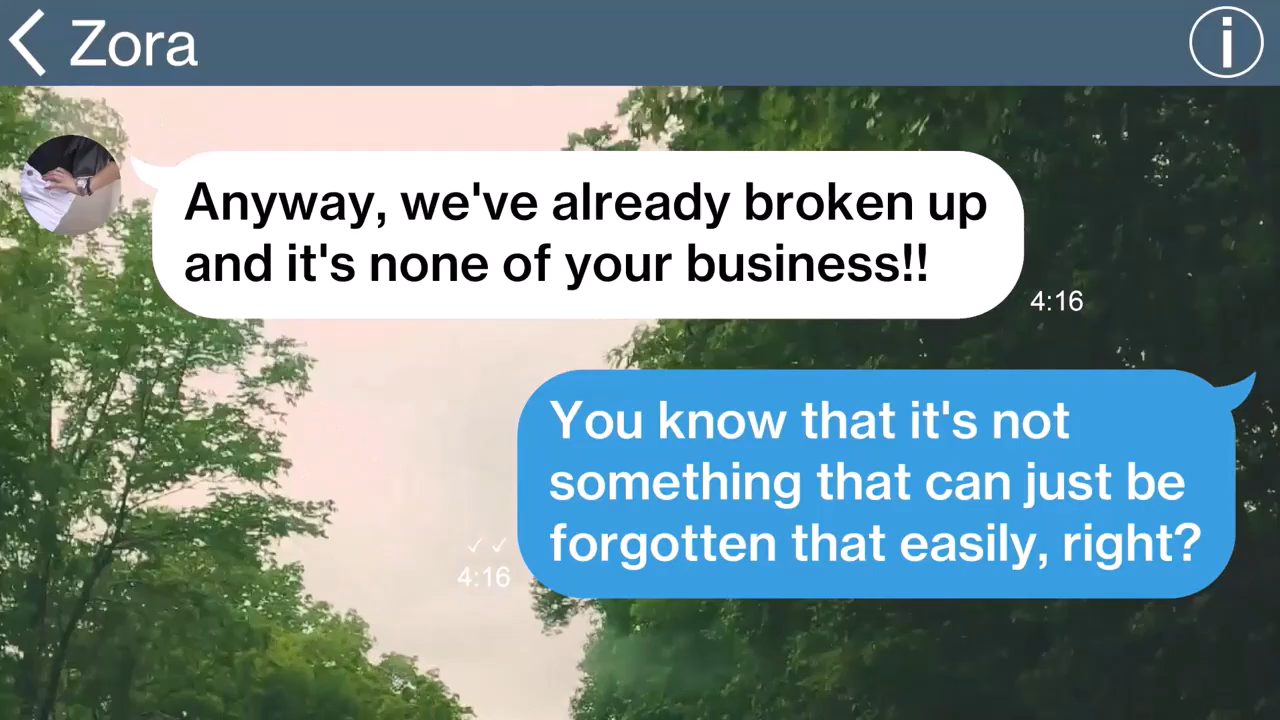 Zora
Anyway, we've already broken up
and it's none of your business!!
4:16
You know that it's not
something that can just be
forgotten that easily, right?
4:16